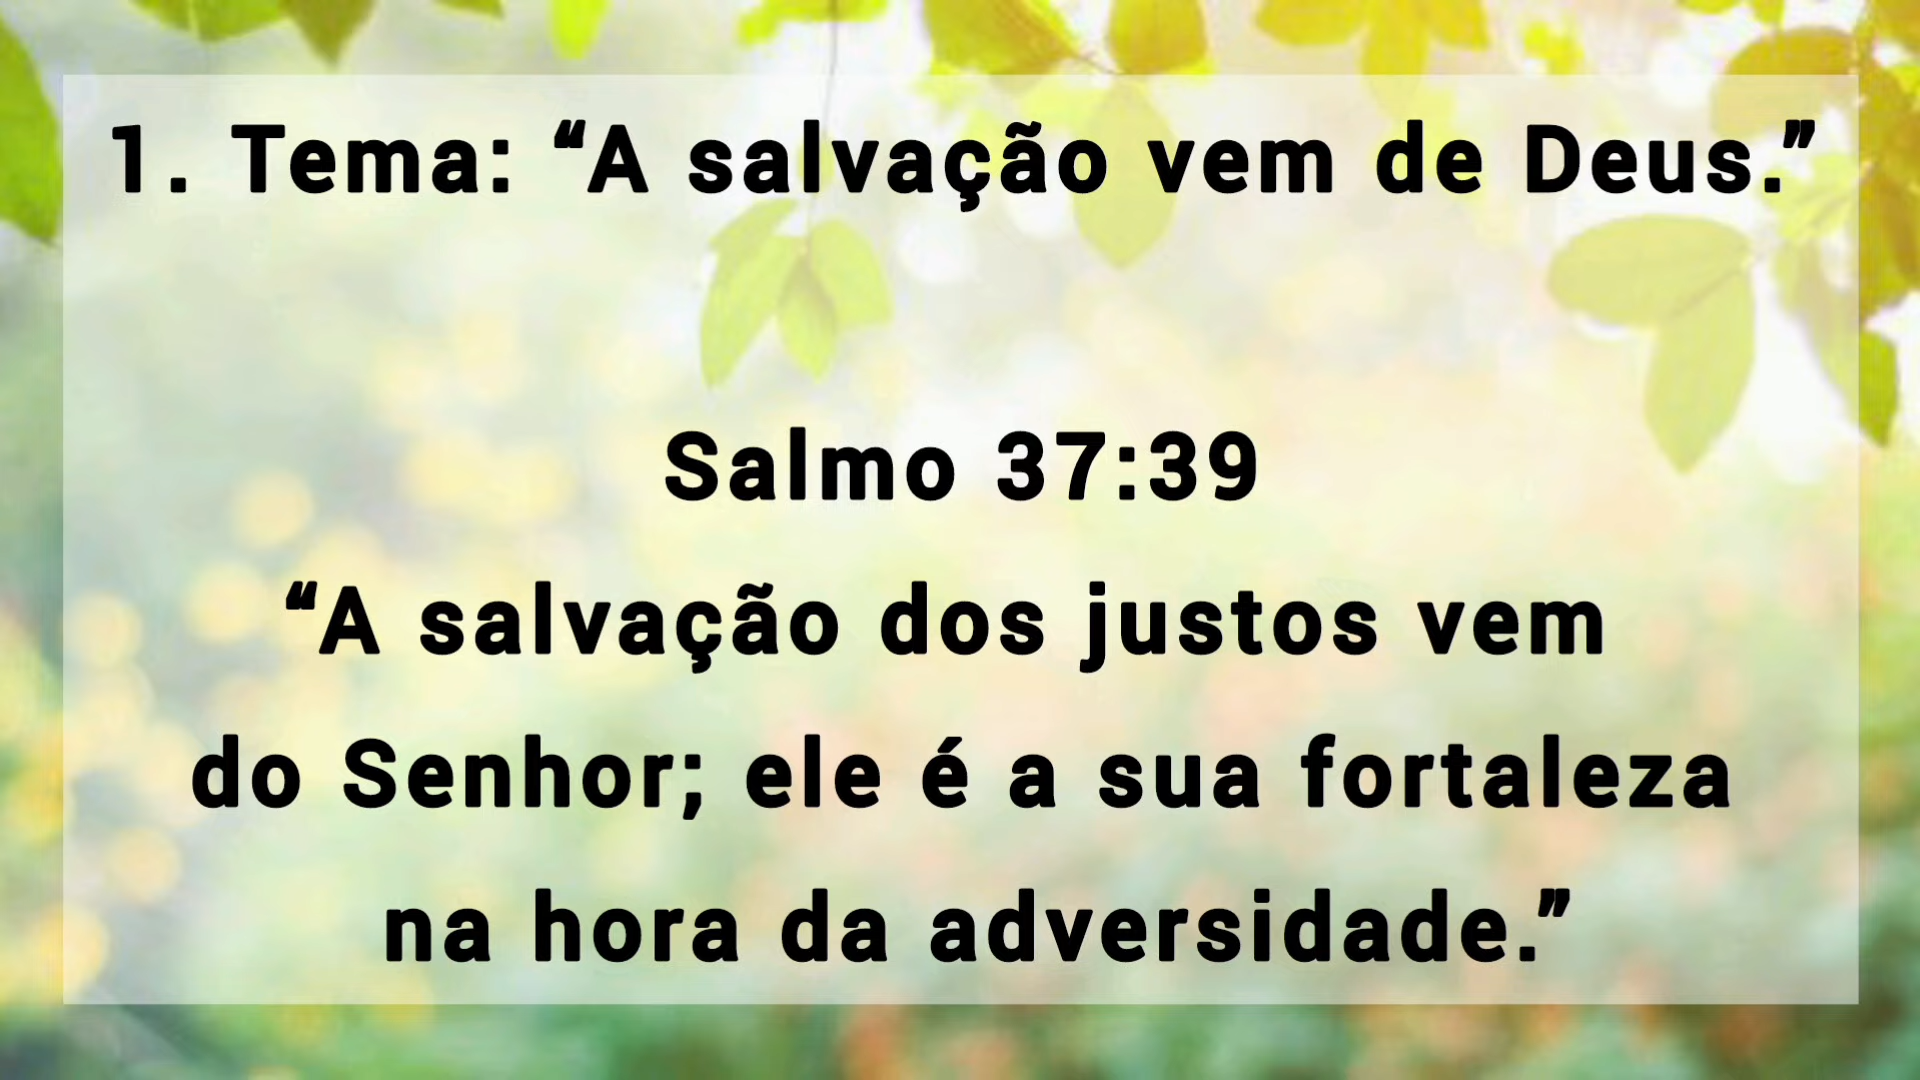 1. Tema: “A salvação vem de Deus.”
Salmo 37:39
“A salvação dos justos vem
do Senhor; ele é a sua fortaleza
na hora da adversidade.”